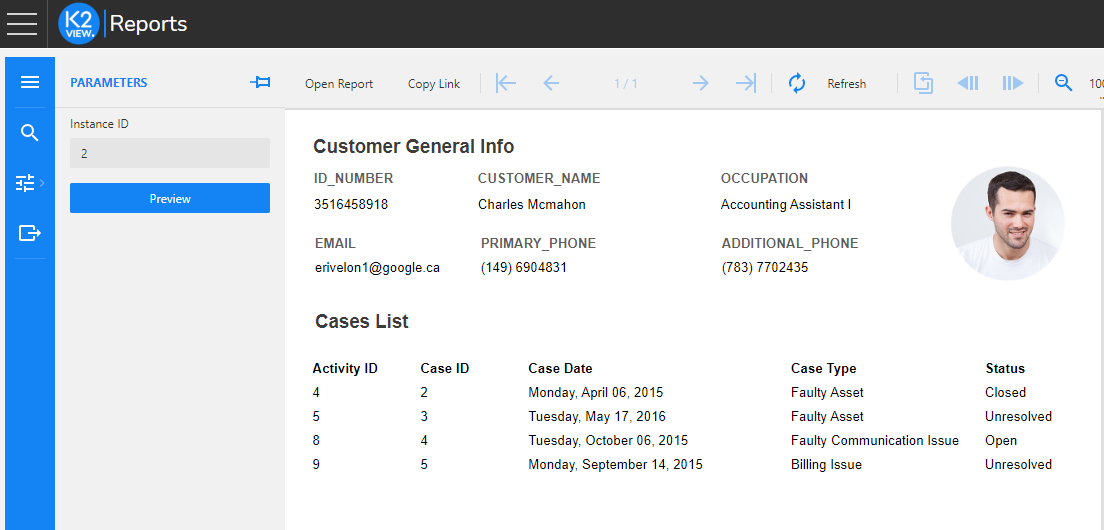 K2
VIEW.
Reports
PARAMETERS
Open Report Copy Link 1 / 1 Refresh 100
Instance ID
2
Preview
Customer General Info
ID_NUMBER CUSTOMER_NAME OCCUPATION
3516458918 Charles Mcmahon Accounting Assistant I
EMAIL PRIMARY_PHONE ADDITIONAL_PHONE
erivelon1@google.ca (149) 6904831 (783) 7702435
Cases List
Activity ID Case ID Case Date Case Type Status
4 2 Monday, April 06, 2015 Faulty Asset Closed
5 3 Tuesday, May 17, 2016 Faulty Asset Unresolved
8 4 Tuesday, October 06, 2015 Faulty Communication Issue Open
9 5 Monday, September 14, 2015 Billing Issue Unresolved